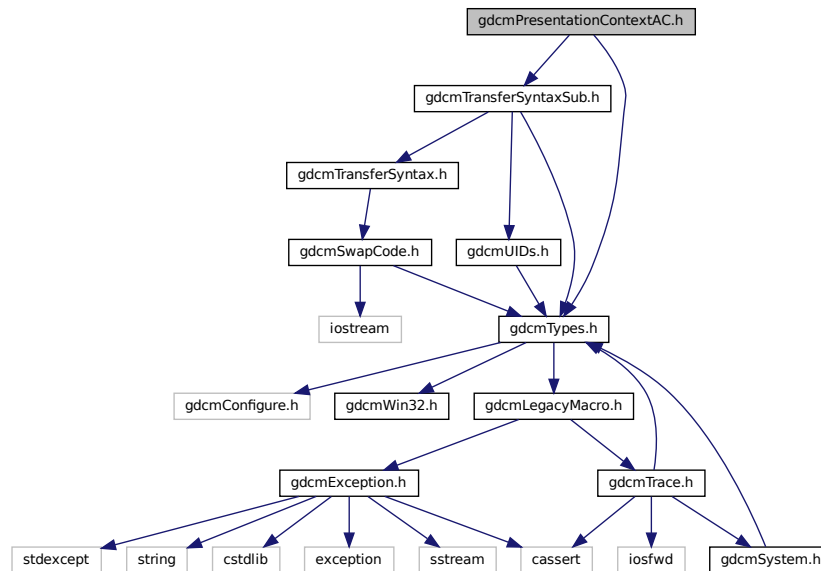 gdcmPresentationContextAC.h
gdcmTransferSyntaxSub.h
gdcmTransferSyntax.h
gdcmSwapCode.h
gdcmUIDs.h
iostream
gdcmTypes.h
gdcmConfigure.h
gdcmWin32.h
gdcmLegacyMacro.h
gdcmException.h
gdcmTrace.h
stdexcept
string
cstdlib
exception
sstream
cassert
iosfwd
gdcmSystem.h